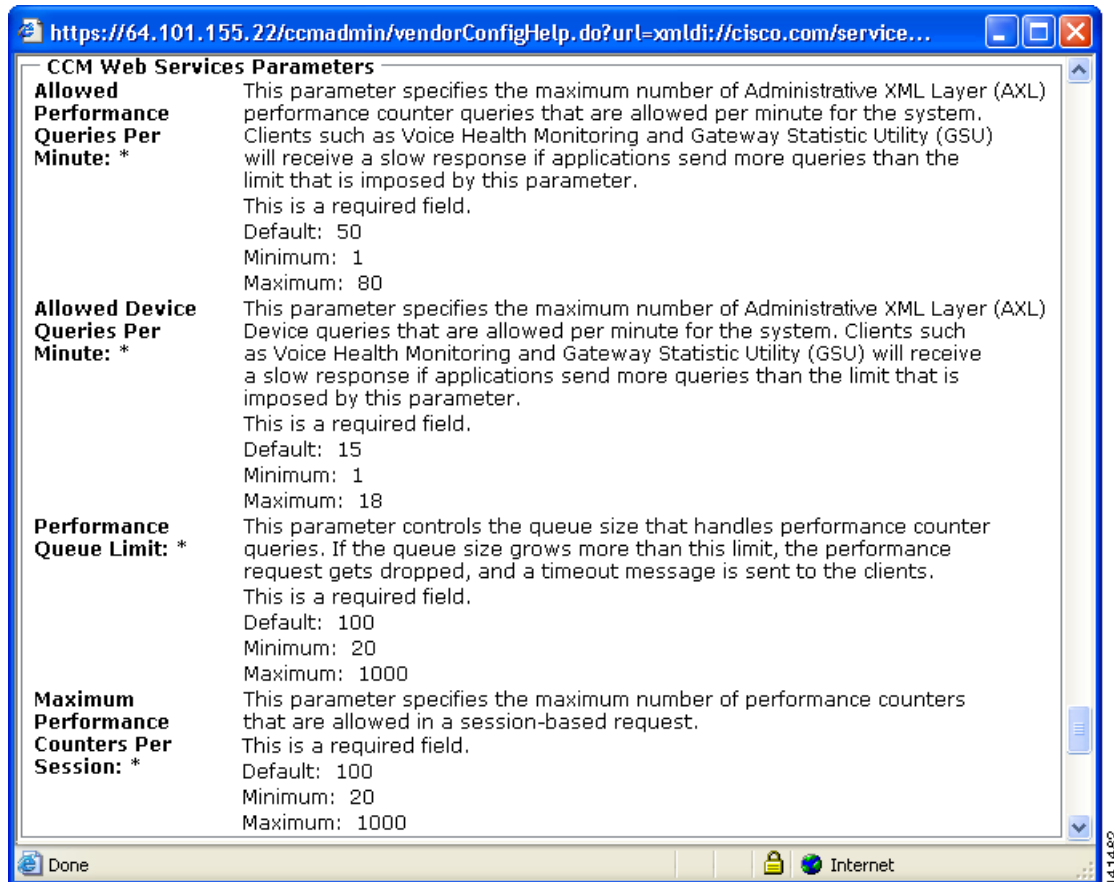 https://64.101.155.22/ccmadmin/vendorConfigHelp.do?url=xmldi://cisco.com/service...
CCM Web Services Parameters
Allowed
Performance
Queries Per
Minute: *
This parameter specifies the maximum number of Administrative XML Layer (AXL)
performance counter queries that are allowed per minute for the system.
Clients such as Voice Health Monitoring and Gateway Statistic Utility (GSU)
will receive a slow response if applications send more queries than the
limit that is imposed by this parameter.
This is a required field.
Default: 50
Minimum: 1
Maximum: 80
Allowed Device
Queries Per
Minute: *
This parameter specifies the maximum number of Administrative XML Layer (AXL)
Device queries that are allowed per minute for the system. Clients such
as Voice Health Monitoring and Gateway Statistic Utility (GSU) will receive
a slow response if applications send more queries than the limit that is
imposed by this parameter.
This is a required field.
Default: 15
Minimum: 1
Maximum: 18
Performance
Queue Limit: *
This parameter controls the queue size that handles performance counter
queries. If the queue size grows more than this limit, the performance
request gets dropped, and a timeout message is sent to the clients.
This is a required field.
Default: 100
Minimum: 20
Maximum: 1000
Maximum
Performance
Counters Per
Session: *
This parameter specifies the maximum number of performance counters
that are allowed in a session-based request.
This is a required field.
Default: 100
Minimum: 20
Maximum: 1000
Done
Internet
141482